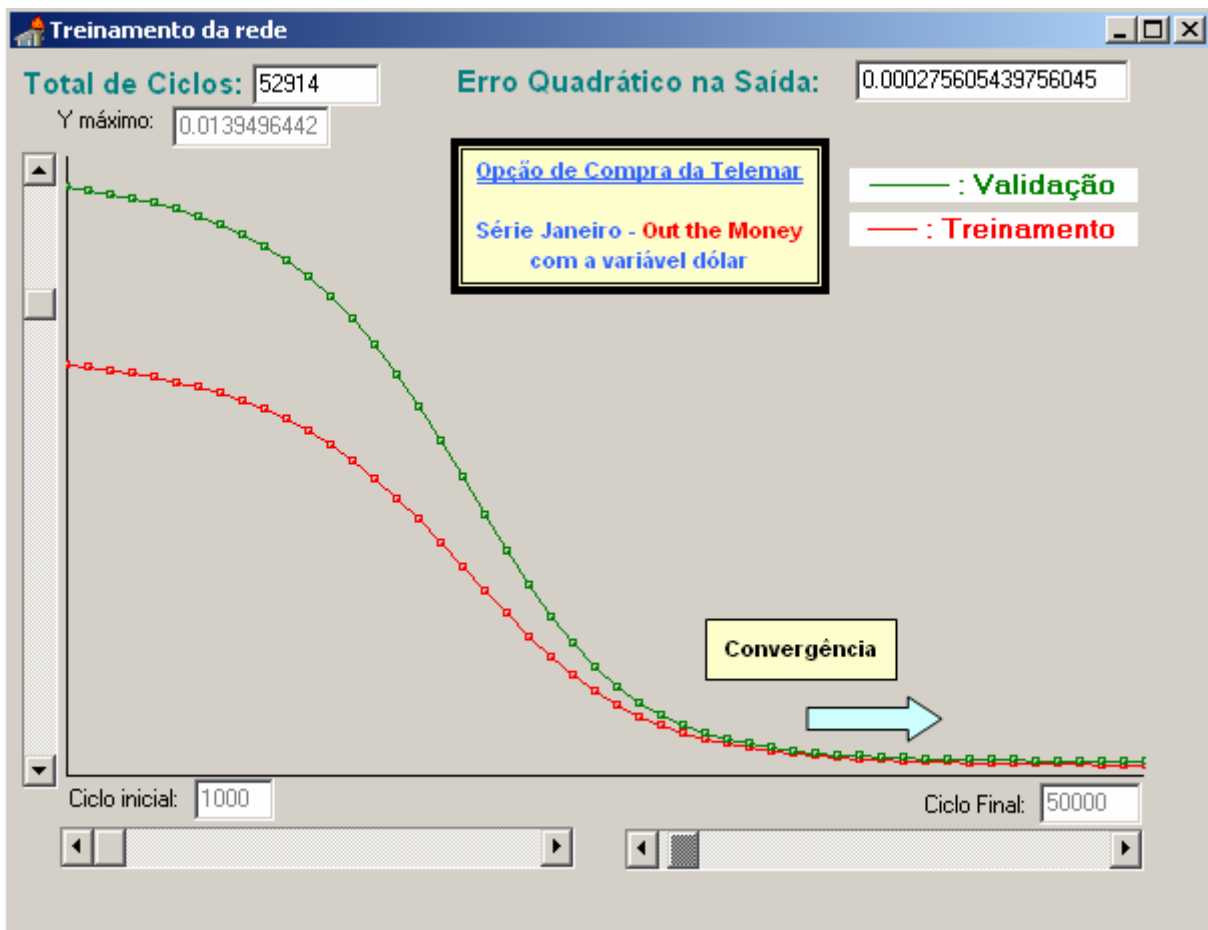 Treinamento da rede
Total de Ciclos: 52914
Erro Quadrático na Saída: 0.000275605439756045
Y máximo: 0.0139496442
Opção de Compra da Telemar
Série Janeiro - Out the Money
com a variável dólar
: Validação
: Treinamento
Convergência
Ciclo inicial: 1000
Ciclo Final: 50000